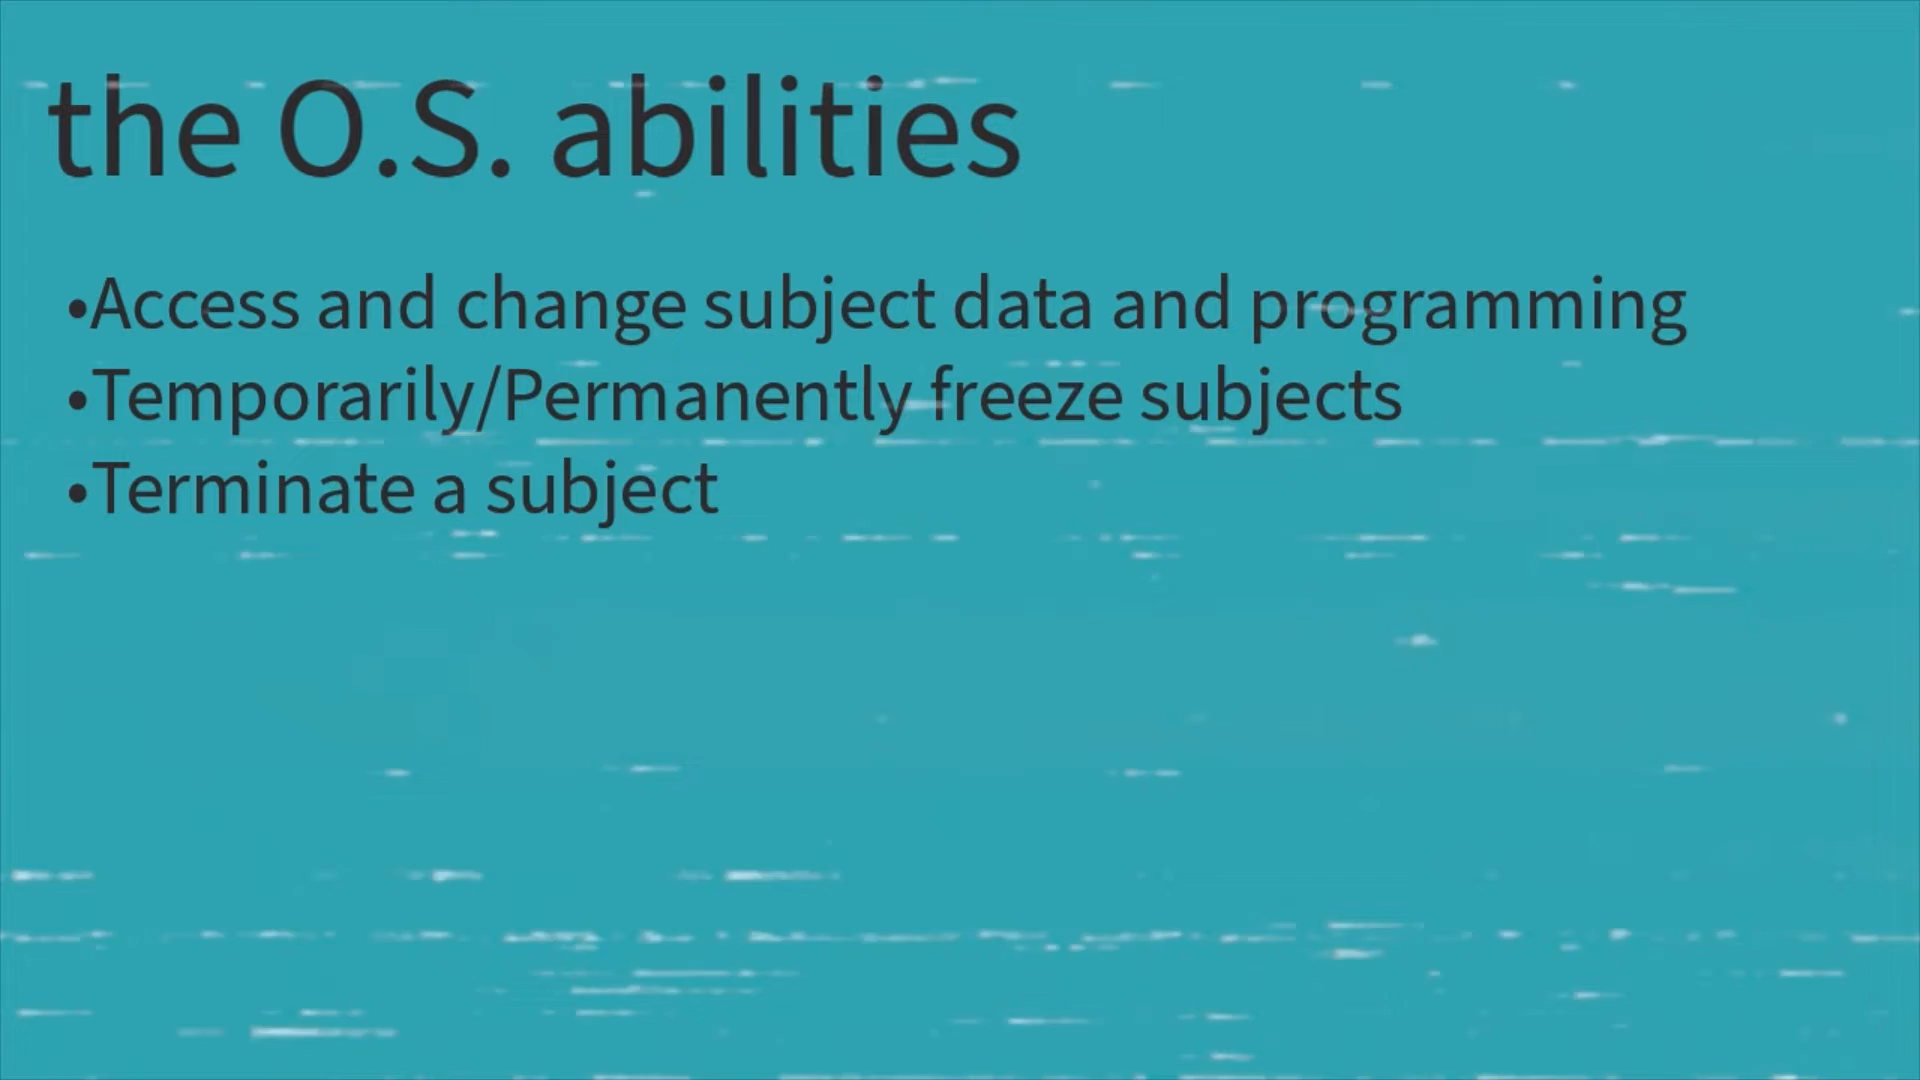 the O.S. abilities
•Access and change subject data and programming
•Temporarily/Permanently freeze subjects
•Terminate a subject